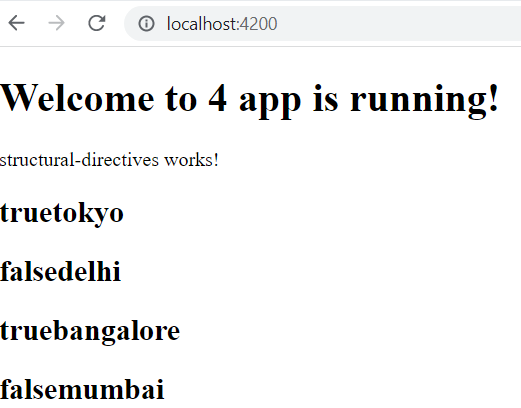 localhost:4200
Welcome to 4 app is running!
structural-directives works!
truetokyo
falsedelhi
truebangalore
falsemumbai